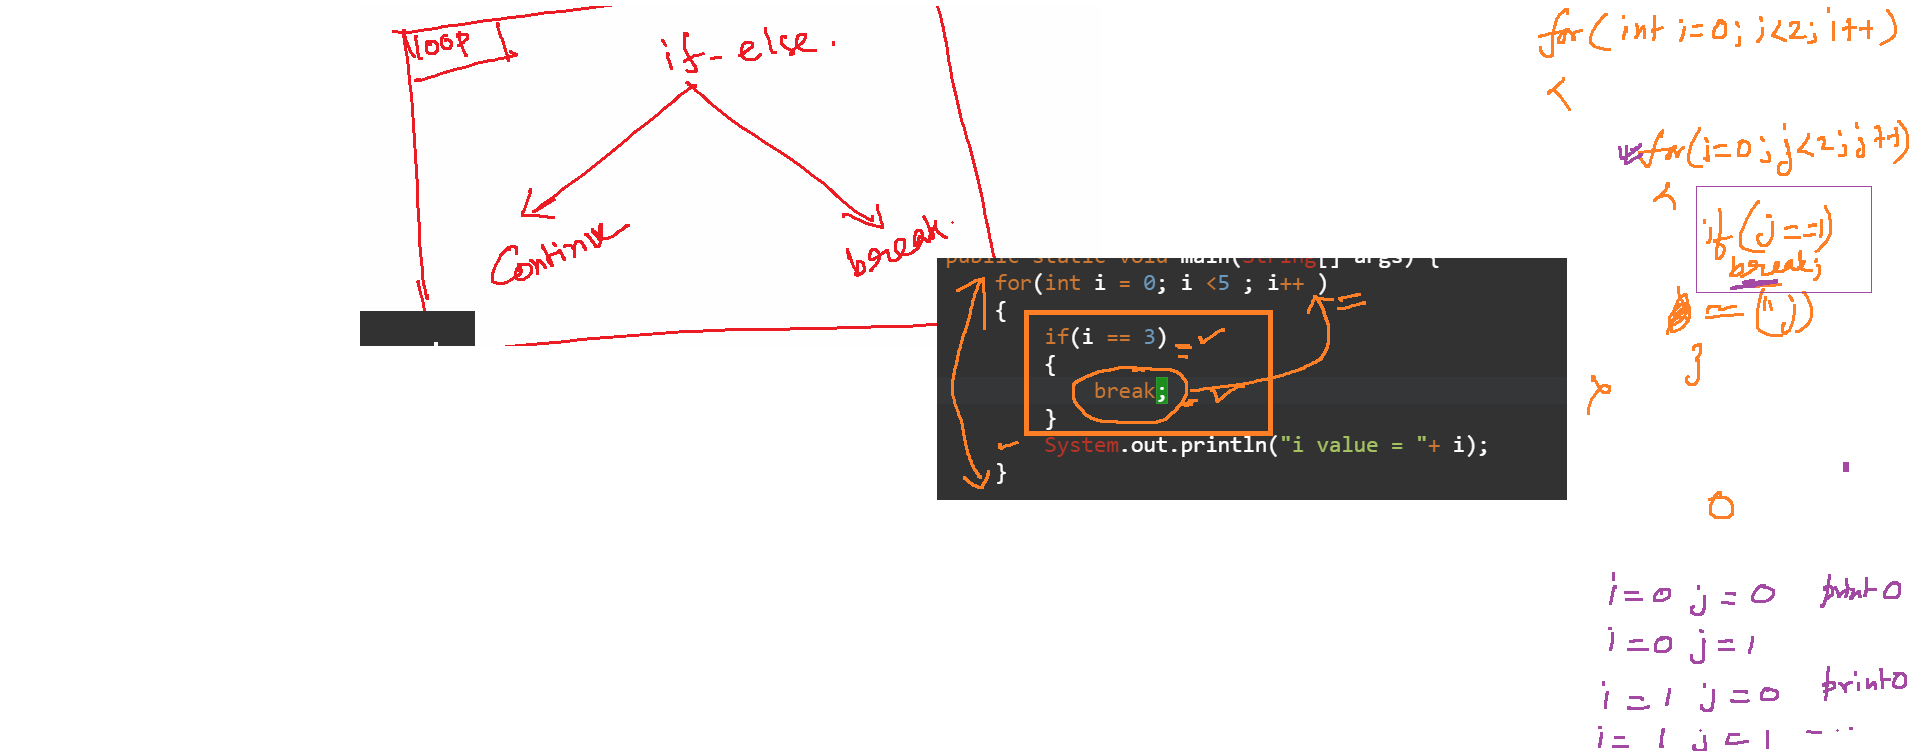 loop
if-else.
Continue
break.
public static void main(String[] args) {
for(int i = 0; i <5 ; i++ )
{
if(i == 3)
{
break;
}
System.out.println("i value = "+ i);
}
for(int i=0; i<2; i++)
{
for(j=0; j<2; j++)
{
if(j==1)
break;
= ("j)
}
}
0
i=0 j=0 print 0
i=0 j=1
i=1 j=0 print 0
i=1 j=1 -..